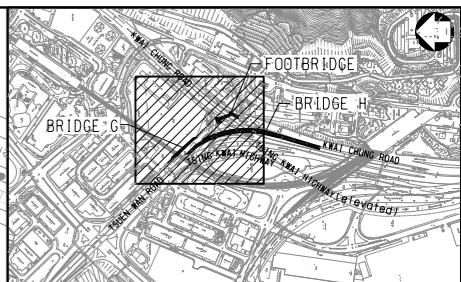 KWAI CHUNG ROAD
FOOTBRIDGE
BRIDGE H
BRIDGE G
KWAI CHUNG ROAD
TSING KWAI HIGHWAY
TSING KWAI HIGHWAY(elevated)
TSUEN WAN ROAD